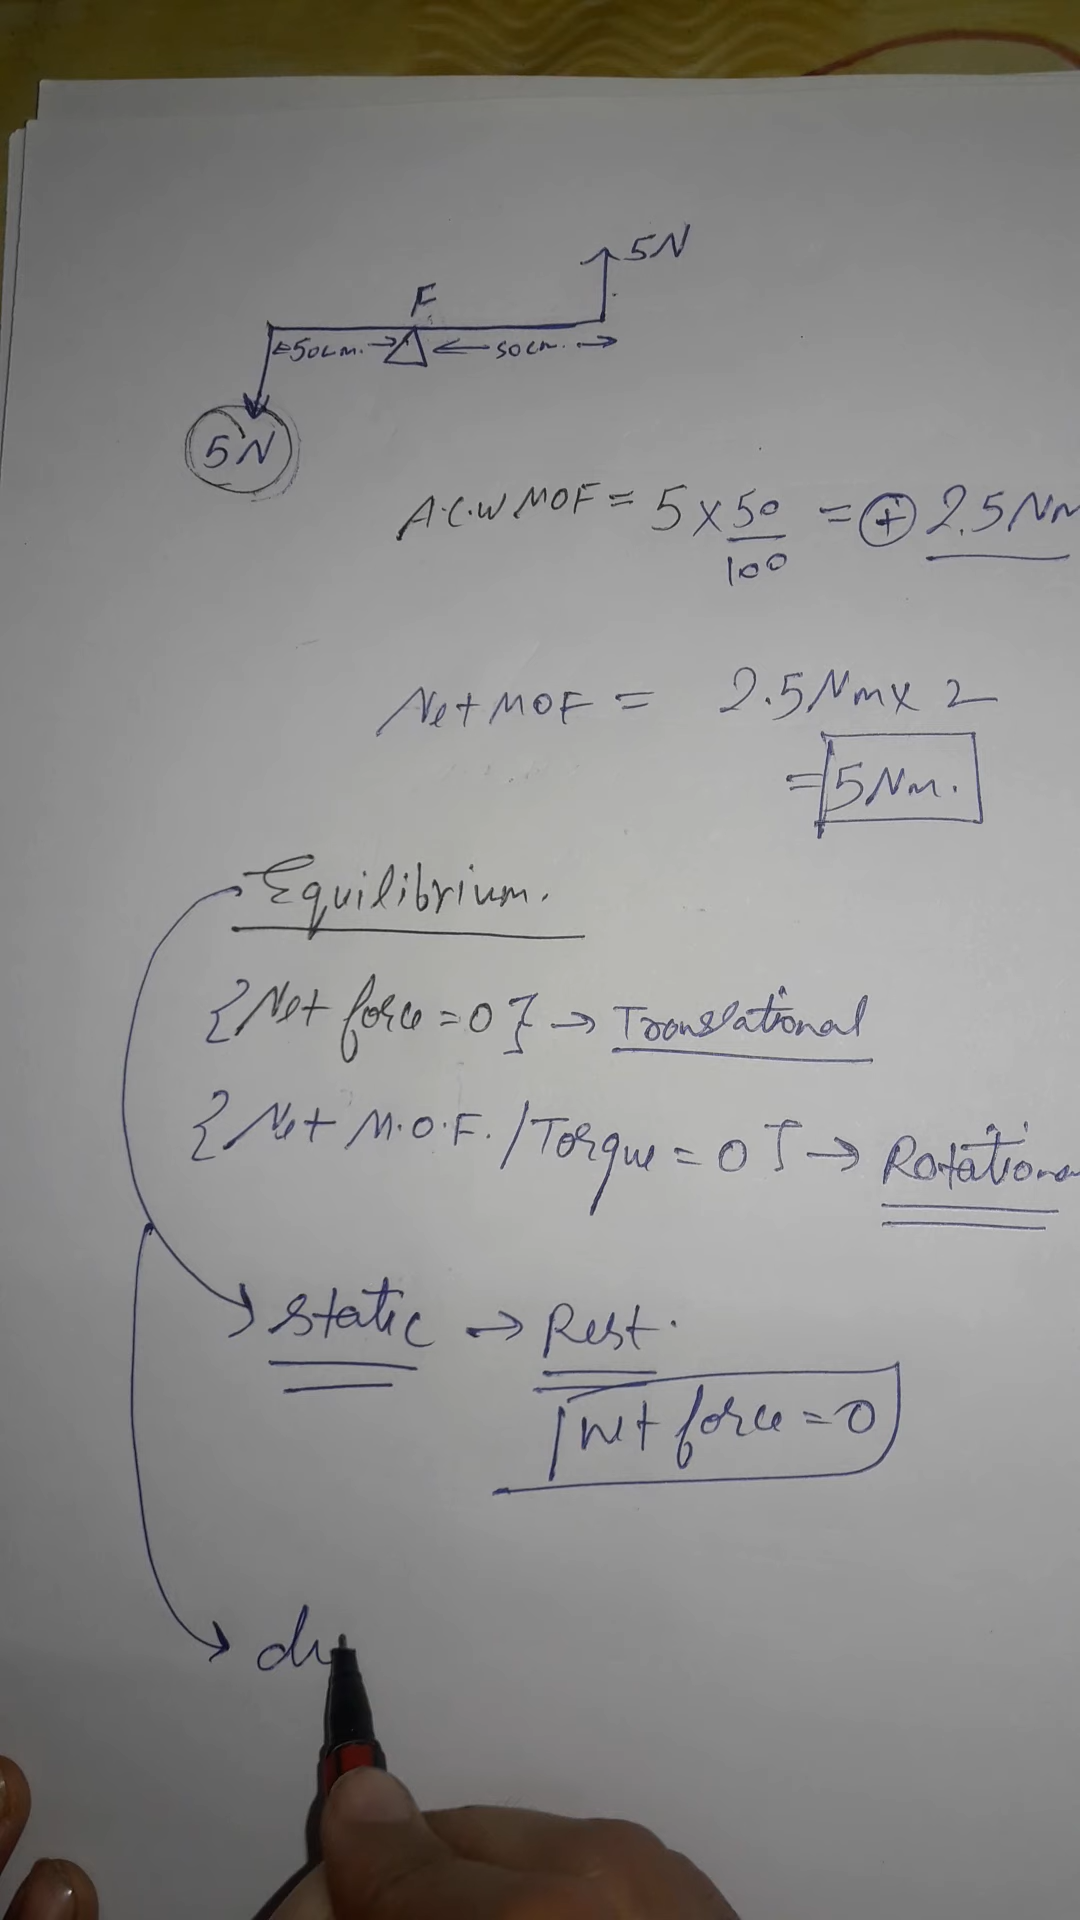 5N
F
50cm. 50cm.
5N
A.C.W MOF = 5 × 50/100 = + 2.5 Nm
Net MOF = 2.5 Nm x 2
= 5 Nm.
Equilibrium.
{Net force = 0} → Translational
{Net M.O.F. / Torque = 0} → Rotationa
static → Rest.
Net force = 0